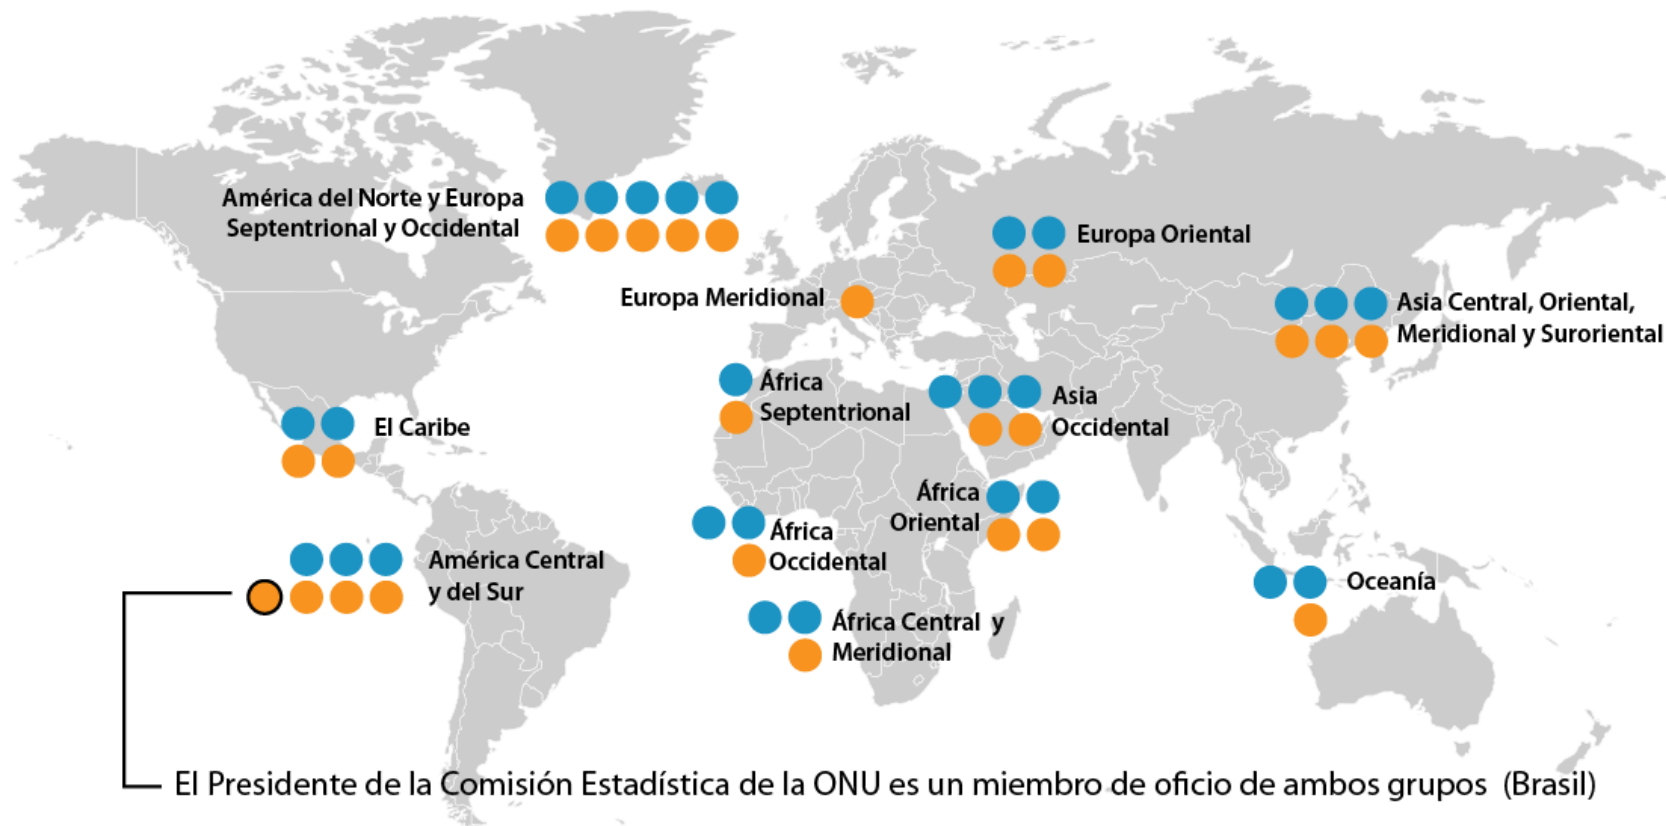 América del Norte y Europa
Septentrional y Occidental
Europa Oriental
Europa Meridional
Asia Central, Oriental,
Meridional y Suroriental
África
Septentrional
Asia
Occidental
El Caribe
África
Oriental
África
Occidental
América Central
y del Sur
Oceanía
África Central y
Meridional
El Presidente de la Comisión Estadística de la ONU es un miembro de oficio de ambos grupos (Brasil)